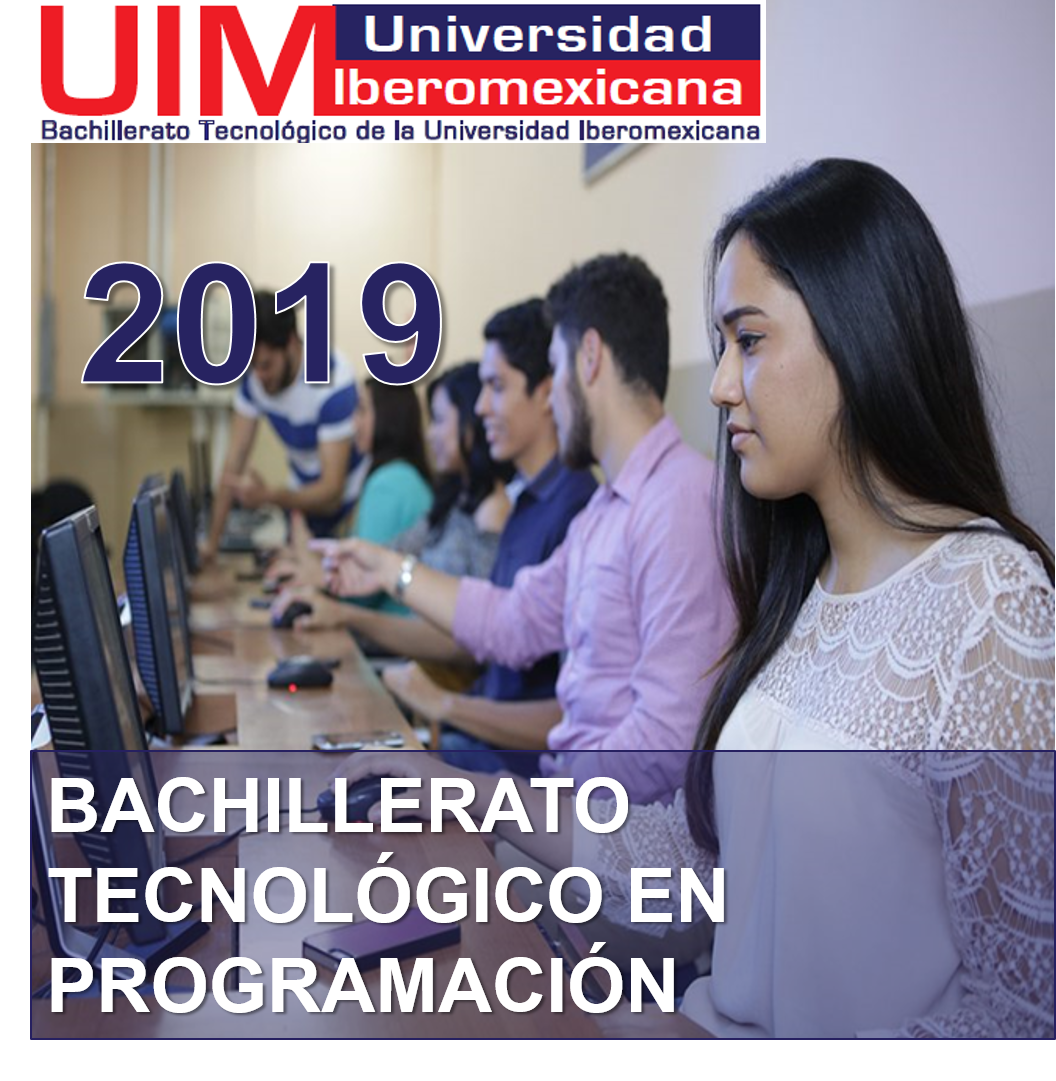 UIM
Universidad
Iberomexicana
Bachillerato Tecnológico de la Universidad Iberomexicana
2019
BACHILLERATO
TECNOLÓGICO EN
PROGRAMACIÓN